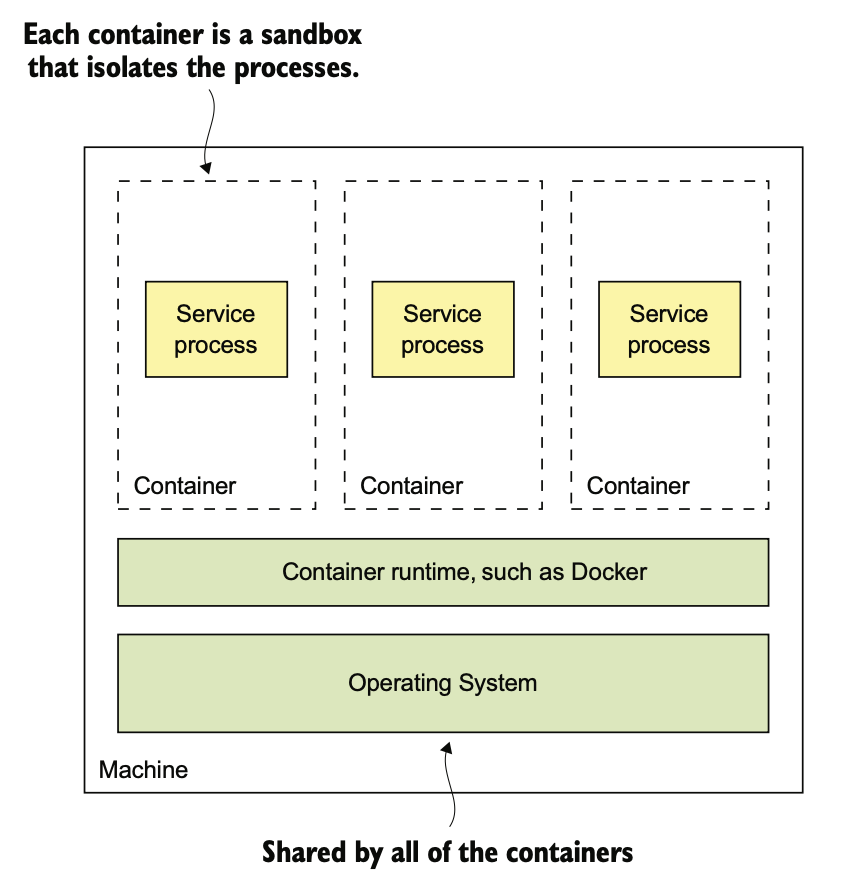 Each container is a sandbox
that isolates the processes.
Service
process
Service
process
Service
process
Container
Container
Container
Container runtime, such as Docker
Operating System
Machine
Shared by all of the containers